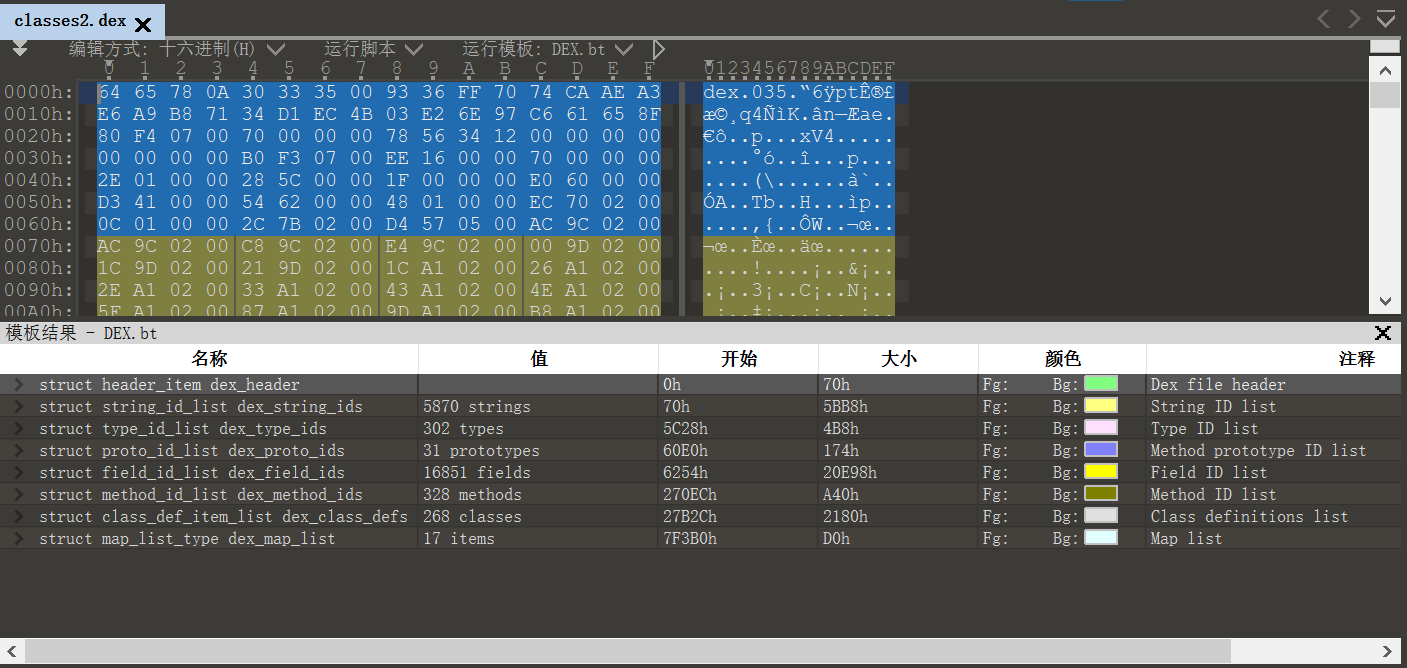 classes2.dex
编辑方式: 十六进制(H) 运行脚本 运行模板: DEX.bt
0 1 2 3 4 5 6 7 8 9 A B C D E F 0123456789ABCDEF
0000h: 64 65 78 0A 30 33 35 00 93 36 FF 70 74 CA AE A3 dex.035.“6ÿptÊ®£
0010h: E6 A9 B8 71 34 D1 EC 4B 03 E2 6E 97 C6 61 65 8F æ©¸q4ÑìK.ân—Æae.
0020h: 80 F4 07 00 70 00 00 00 78 56 34 12 00 00 00 00 €ô..p...xV4.....
0030h: 00 00 00 00 B0 F3 07 00 EE 16 00 00 70 00 00 00 ....°ó..î...p...
0040h: 2E 01 00 00 28 5C 00 00 1F 00 00 00 E0 60 00 00 ....(\......à`..
0050h: D3 41 00 00 54 62 00 00 48 01 00 00 EC 70 02 00 ÓA..Tb..H...ìp..
0060h: 0C 01 00 00 2C 7B 02 00 D4 57 05 00 AC 9C 02 00 ....,{..ÔW..¬œ..
0070h: AC 9C 02 00 C8 9C 02 00 E4 9C 02 00 00 9D 02 00 ¬œ..Èœ..äœ......
0080h: 1C 9D 02 00 21 9D 02 00 1C A1 02 00 26 A1 02 00 ....!....¡..&¡..
0090h: 2E A1 02 00 33 A1 02 00 43 A1 02 00 4E A1 02 00 .¡..3¡..C¡..N¡..
00A0h: 5F A1 02 00 87 A1 02 00 9D A1 02 00 B8 A1 02 00
模板结果 - DEX.bt
名称 值 开始 大小 颜色 注释
struct header_item dex_header 0h 70h Fg: Bg: Dex file header
struct string_id_list dex_string_ids 5870 strings 70h 5BB8h Fg: Bg: String ID list
struct type_id_list dex_type_ids 302 types 5C28h 4B8h Fg: Bg: Type ID list
struct proto_id_list dex_proto_ids 31 prototypes 60E0h 174h Fg: Bg: Method prototype ID list
struct field_id_list dex_field_ids 16851 fields 6254h 20E98h Fg: Bg: Field ID list
struct method_id_list dex_method_ids 328 methods 270ECh A40h Fg: Bg: Method ID list
struct class_def_item_list dex_class_defs 268 classes 27B2Ch 2180h Fg: Bg: Class definitions list
struct map_list_type dex_map_list 17 items 7F3B0h D0h Fg: Bg: Map list